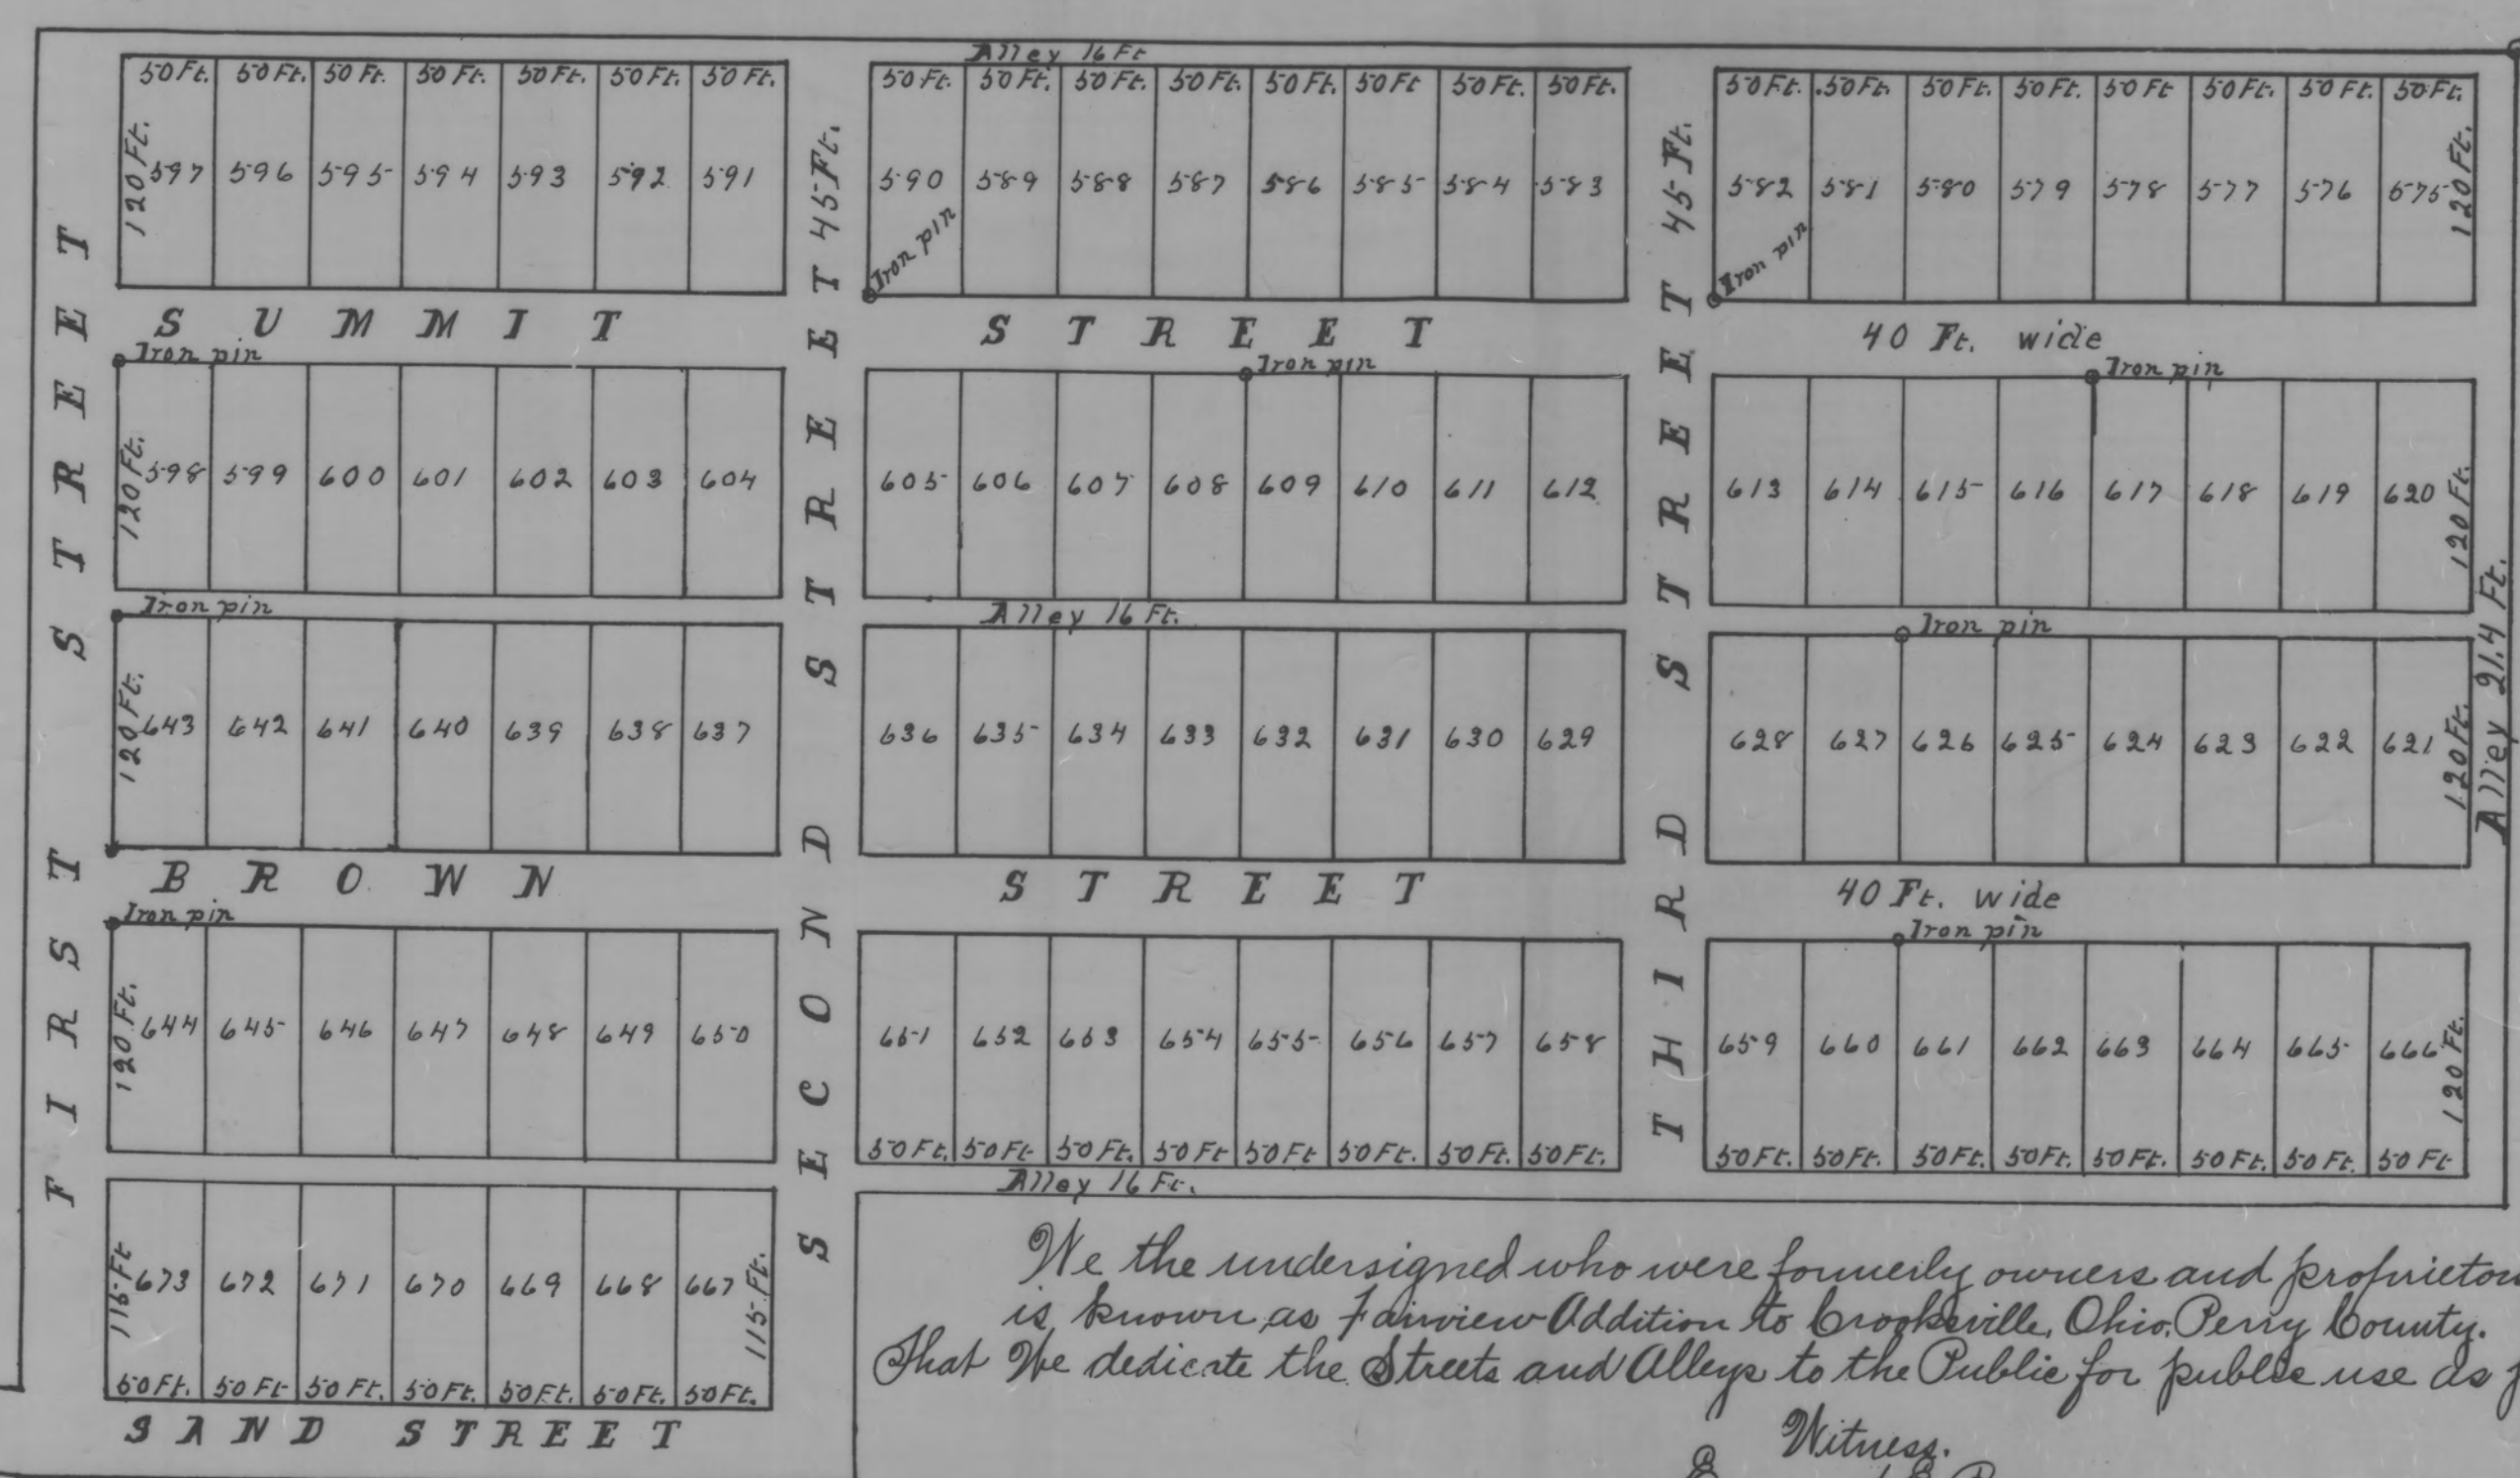 Alley 16 Ft
50 Ft. 50 Ft. 50 Ft. 50 Ft. 50 Ft. 50 Ft. 50 Ft.
50 Ft. 50 Ft. 50 Ft. 50 Ft. 50 Ft. 50 Ft 50 Ft. 50 Ft.
50 Ft. 50 Ft. 50 Ft. 50 Ft. 50 Ft 50 Ft. 50 Ft. 50 Ft.
120 Ft.
597 596 595 594 593 592 591
590 589 588 587 586 585 584 583
582 581 580 579 578 577 576 575
120 Ft.
Iron pin
Iron pin
SUMMIT STREET 40 Ft. wide
Iron pin
Iron pin
Iron pin
120 Ft.
598 599 600 601 602 603 604
605 606 607 608 609 610 611 612
613 614 615 616 617 618 619 620
120 Ft.
Iron pin
Alley 16 Ft.
Iron pin
120 Ft.
643 642 641 640 639 638 637
636 635 634 633 632 631 630 629
628 627 626 625 624 623 622 621
120 Ft.
BROWN STREET 40 Ft. wide
Iron pin
Iron pin
120 Ft.
644 645 646 647 648 649 650
651 652 653 654 655 656 657 658
659 660 661 662 663 664 665 666
120 Ft.
50 Ft. 50 Ft 50 Ft. 50 Ft 50 Ft 50 Ft. 50 Ft. 50 Ft.
50 Ft. 50 Ft. 50 Ft. 50 Ft. 50 Ft. 50 Ft. 50 Ft. 50 Ft
Alley 16 Ft.
115 Ft
673 672 671 670 669 668 667
115 Ft.
50 Ft. 50 Ft 50 Ft. 50 Ft. 50 Ft. 50 Ft. 50 Ft.
SAND STREET
FIRST STREET
SECOND STREET 45 Ft.
THIRD STREET 45 Ft.
Alley 21.4 Ft.
We the undersigned who were formerly owners and proprietors
is known as Fairview Addition to Crooksville, Ohio, Perry County.
That We dedicate the Streets and Alleys to the Public for public use as
Witness.